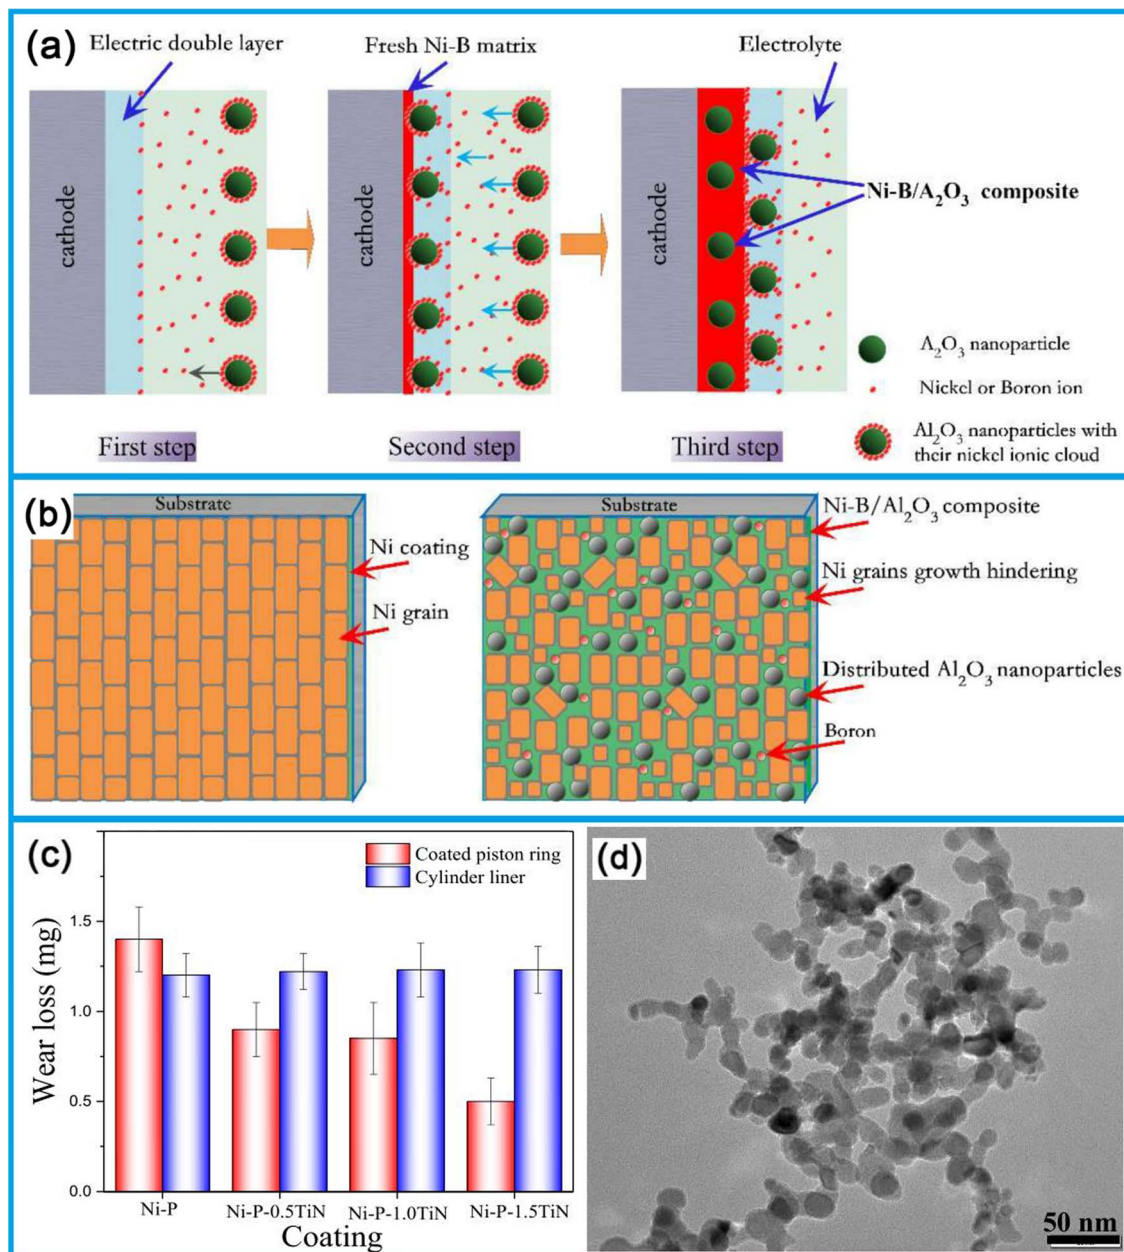 (a)
Electric double layer
Fresh Ni-B matrix
Electrolyte
cathode
cathode
cathode
Ni-B/A₂O₃ composite
A₂O₃ nanoparticle
Nickel or Boron ion
Al₂O₃ nanoparticles with
their nickel ionic cloud
First step
Second step
Third step
(b)
Substrate
Ni coating
Ni grain
Substrate
Ni-B/Al₂O₃ composite
Ni grains growth hindering
Distributed Al₂O₃ nanoparticles
Boron
(c)
Coated piston ring
Cylinder liner
Wear loss (mg)
1.5
1.0
0.5
0.0
Ni-P
Ni-P-0.5TiN
Ni-P-1.0TiN
Ni-P-1.5TiN
Coating
(d)
50 nm